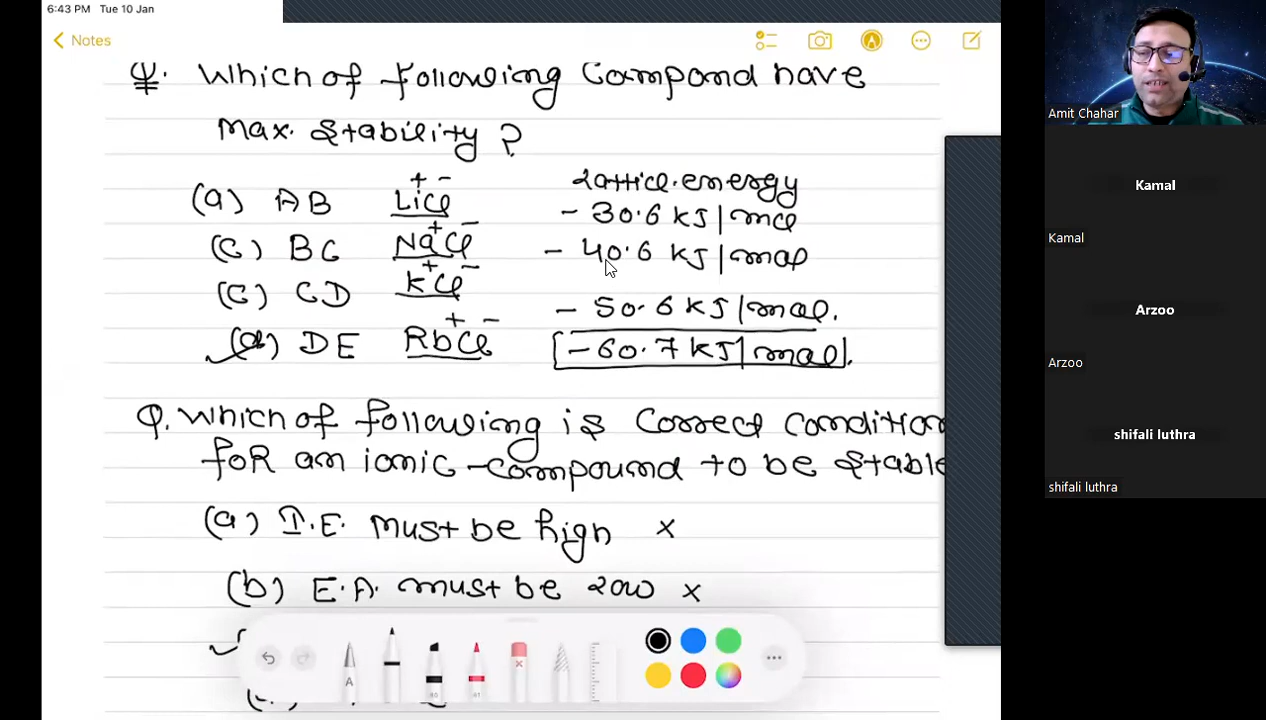 6:43 PM Tue 10 Jan
Notes
Q. Which of following Compond have
Max. Stability ?
Lattice energy
(a) AB Li+Cl- - 30.6 KJ|mol
(C) BC Na+Cl- - 40.6 KJ|mol
(C) CD K+Cl- - 50.6 KJ|mol.
(d) DE Rb+Cl- - 60.7 KJ|mol.
Q. Which of following is Correct condition
foR an ionic-compound to be stable
(a) I.E. Must be high x
(b) E.A. must be low x
A
80
Amit Chahar
Kamal
Kamal
Arzoo
Arzoo
shifali luthra
shifali luthra